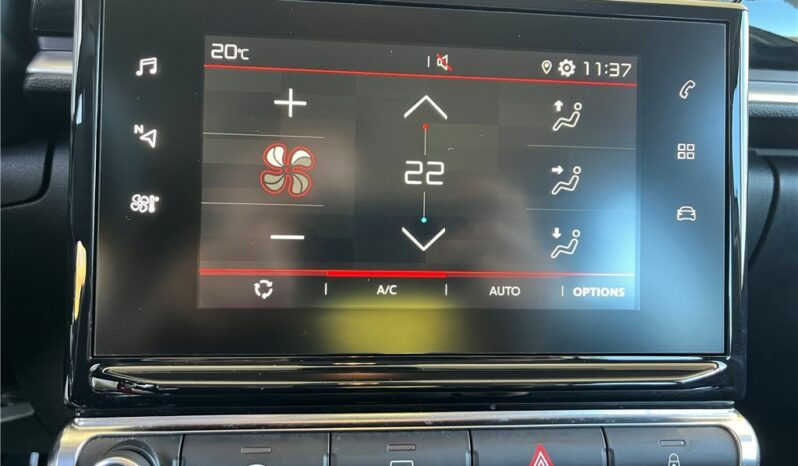 20°C
11:37
N
22
A/C
AUTO
OPTIONS